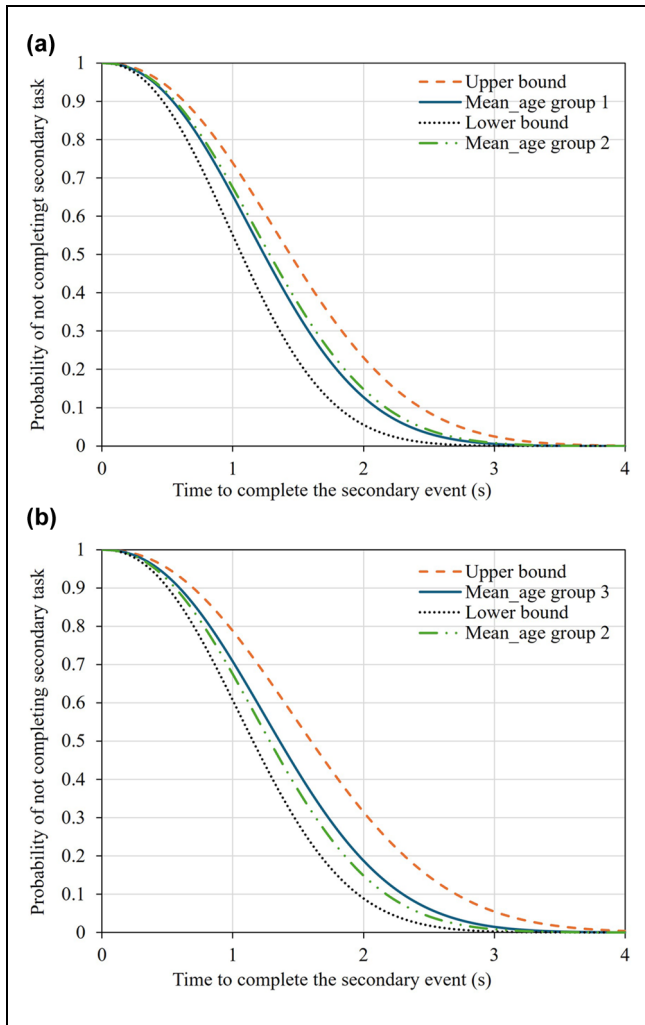 (a)
Probability of not completingt secondary task
1
0.9
0.8
0.7
0.6
0.5
0.4
0.3
0.2
0.1
0
Upper bound
Mean_age group 1
Lower bound
Mean_age group 2
0 1 2 3 4
Time to complete the secondary event (s)
(b)
Probability of not completing secondary task
1
0.9
0.8
0.7
0.6
0.5
0.4
0.3
0.2
0.1
0
Upper bound
Mean_age group 3
Lower bound
Mean_age group 2
0 1 2 3 4
Time to complete the secondary event (s)